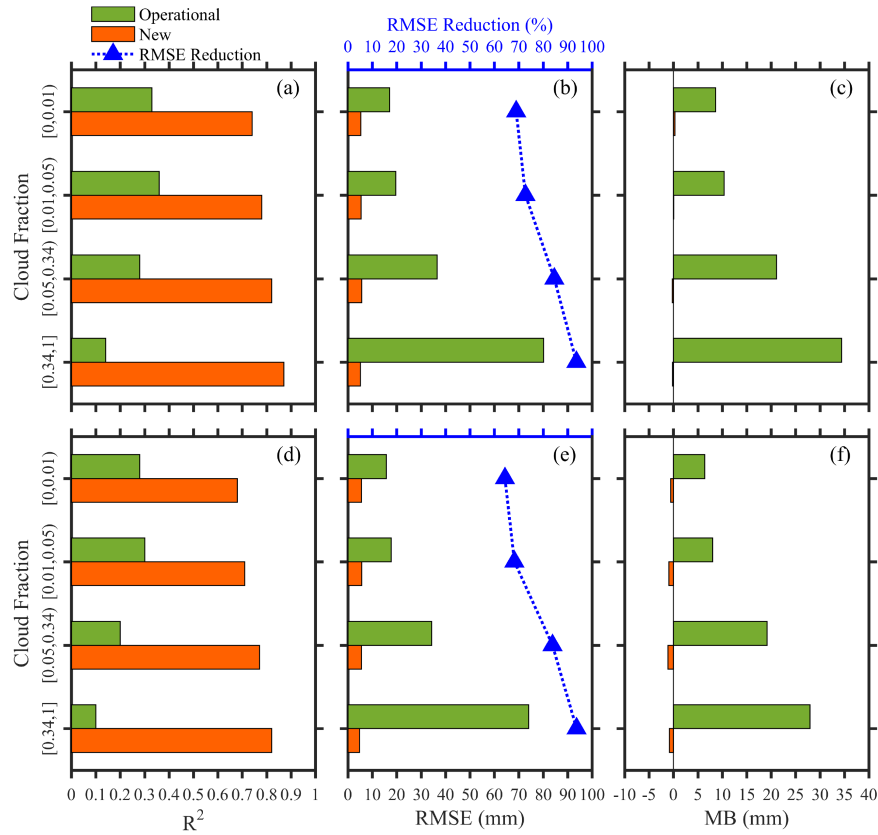 Operational
New
RMSE Reduction
RMSE Reduction (%)
0 10 20 30 40 50 60 70 80 90 100
(a)
(b)
(c)
Cloud Fraction
[0,0.01)
[0.01,0.05)
[0.05,0.34)
[0.34,1]
(d)
(e)
(f)
Cloud Fraction
[0,0.01)
[0.01,0.05)
[0.05,0.34)
[0.34,1]
0 0.1 0.2 0.3 0.4 0.5 0.6 0.7 0.8 0.9 1
R²
0 10 20 30 40 50 60 70 80 90 100
RMSE (mm)
-10 -5 0 5 10 15 20 25 30 35 40
MB (mm)